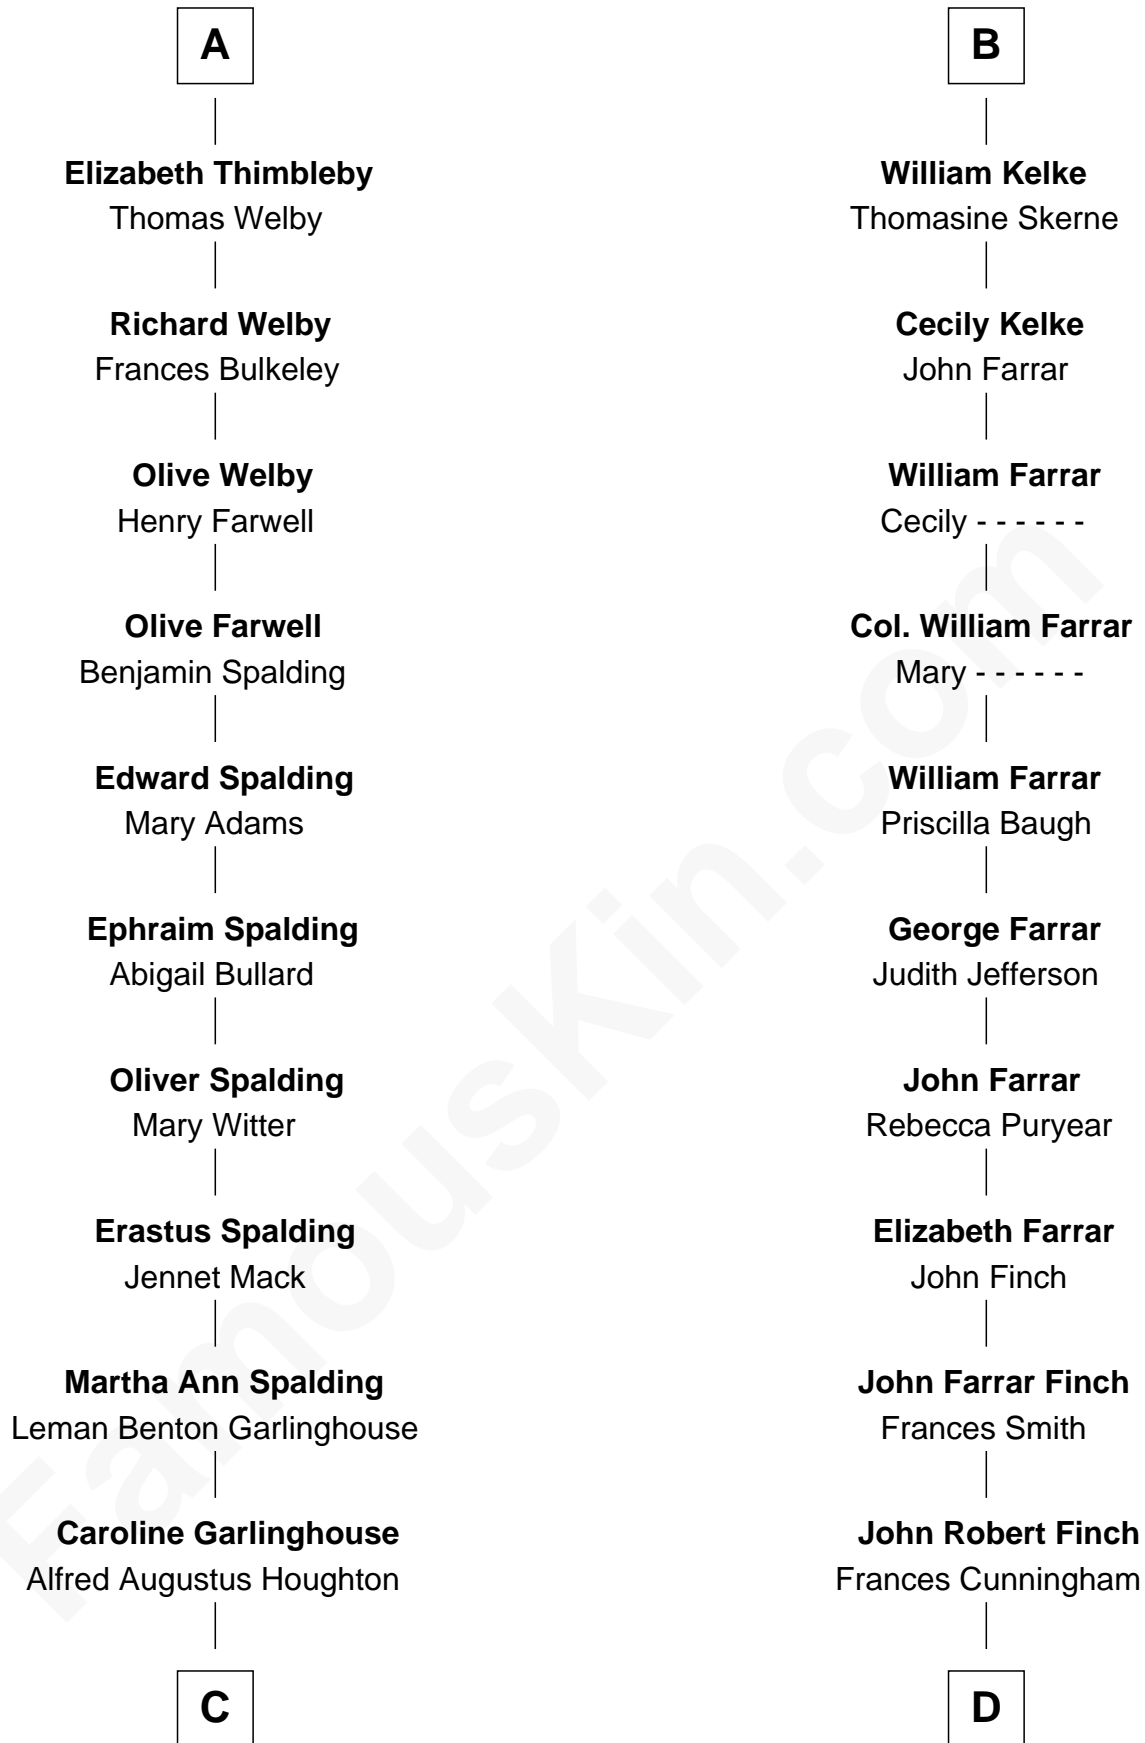 A
Elizabeth Thimbleby
Thomas Welby
Richard Welby
Frances Bulkeley
Olive Welby
Henry Farwell
Olive Farwell
Benjamin Spalding
Edward Spalding
Mary Adams
Ephraim Spalding
Abigail Bullard
Oliver Spalding
Mary Witter
Erastus Spalding
Jennet Mack
Martha Ann Spalding
Leman Benton Garlinghouse
Caroline Garlinghouse
Alfred Augustus Houghton
C
B
William Kelke
Thomasine Skerne
Cecily Kelke
John Farrar
William Farrar
Cecily - - - - - -
Col. William Farrar
Mary - - - - - -
William Farrar
Priscilla Baugh
George Farrar
Judith Jefferson
John Farrar
Rebecca Puryear
Elizabeth Farrar
John Finch
John Farrar Finch
Frances Smith
John Robert Finch
Frances Cunningham
D
FamousKin.com